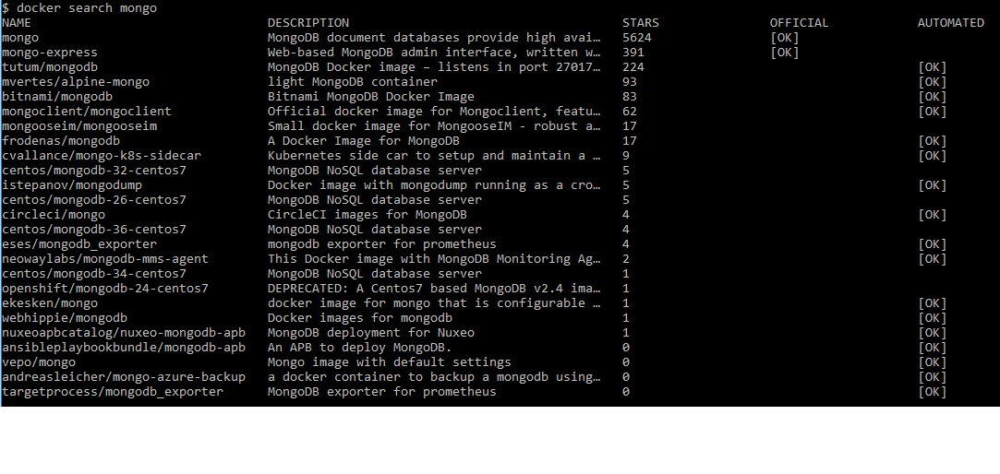 $ docker search mongo
NAME DESCRIPTION STARS OFFICIAL AUTOMATED
mongo MongoDB document databases provide high avai… 5624 [OK]
mongo-express Web-based MongoDB admin interface, written w… 391 [OK]
tutum/mongodb MongoDB Docker image – listens in port 27017… 224 [OK]
mvertes/alpine-mongo light MongoDB container 93 [OK]
bitnami/mongodb Bitnami MongoDB Docker Image 83 [OK]
mongoclient/mongoclient Official docker image for Mongoclient, featu… 62 [OK]
mongooseim/mongooseim Small docker image for MongooseIM - robust a… 17
frodenas/mongodb A Docker Image for MongoDB 17 [OK]
cvallance/mongo-k8s-sidecar Kubernetes side car to setup and maintain a … 9 [OK]
centos/mongodb-32-centos7 MongoDB NoSQL database server 5
istepanov/mongodump Docker image with mongodump running as a cro… 5 [OK]
centos/mongodb-26-centos7 MongoDB NoSQL database server 5
circleci/mongo CircleCI images for MongoDB 4 [OK]
centos/mongodb-36-centos7 MongoDB NoSQL database server 4
eses/mongodb_exporter mongodb exporter for prometheus 4 [OK]
neowaylabs/mongodb-mms-agent This Docker image with MongoDB Monitoring Ag… 2 [OK]
centos/mongodb-34-centos7 MongoDB NoSQL database server 1
openshift/mongodb-24-centos7 DEPRECATED: A Centos7 based MongoDB v2.4 ima… 1
ekesken/mongo docker image for mongo that is configurable … 1 [OK]
webhippie/mongodb Docker images for mongodb 1 [OK]
nuxeoapbcatalog/nuxeo-mongodb-apb MongoDB deployment for Nuxeo 1 [OK]
ansibleplaybookbundle/mongodb-apb An APB to deploy MongoDB. 0 [OK]
vepo/mongo Mongo image with default settings 0 [OK]
andreasleicher/mongo-azure-backup a docker container to backup a mongodb using… 0 [OK]
targetprocess/mongodb_exporter MongoDB exporter for prometheus 0 [OK]